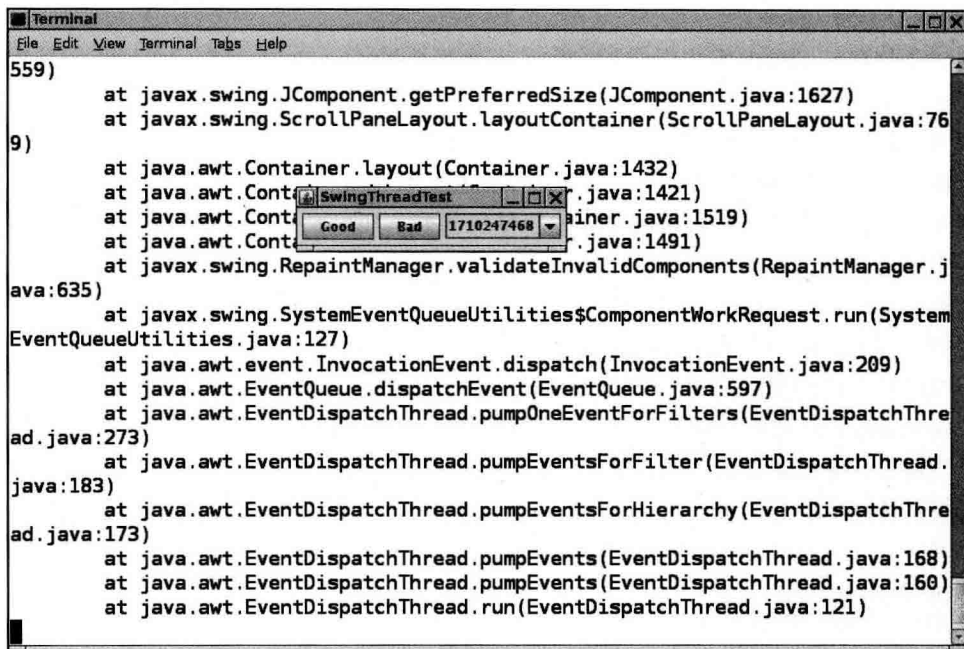 Terminal
File Edit View Terminal Tabs Help
559)
at javax.swing.JComponent.getPreferredSize(JComponent.java:1627)
at javax.swing.ScrollPaneLayout.layoutContainer(ScrollPaneLayout.java:76
9)
at java.awt.Container.layout(Container.java:1432)
at java.awt.Conta r.java:1421)
SwingThreadTest
at java.awt.Conta ainer.java:1519)
Good Bad 1710247468
at java.awt.Conta r.java:1491)
at javax.swing.RepaintManager.validateInvalidComponents(RepaintManager.j
ava:635)
at javax.swing.SystemEventQueueUtilities$ComponentWorkRequest.run(System
EventQueueUtilities.java:127)
at java.awt.event.InvocationEvent.dispatch(InvocationEvent.java:209)
at java.awt.EventQueue.dispatchEvent(EventQueue.java:597)
at java.awt.EventDispatchThread.pumpOneEventForFilters(EventDispatchThre
ad.java:273)
at java.awt.EventDispatchThread.pumpEventsForFilter(EventDispatchThread.
java:183)
at java.awt.EventDispatchThread.pumpEventsForHierarchy(EventDispatchThre
ad.java:173)
at java.awt.EventDispatchThread.pumpEvents(EventDispatchThread.java:168)
at java.awt.EventDispatchThread.pumpEvents(EventDispatchThread.java:160)
at java.awt.EventDispatchThread.run(EventDispatchThread.java:121)